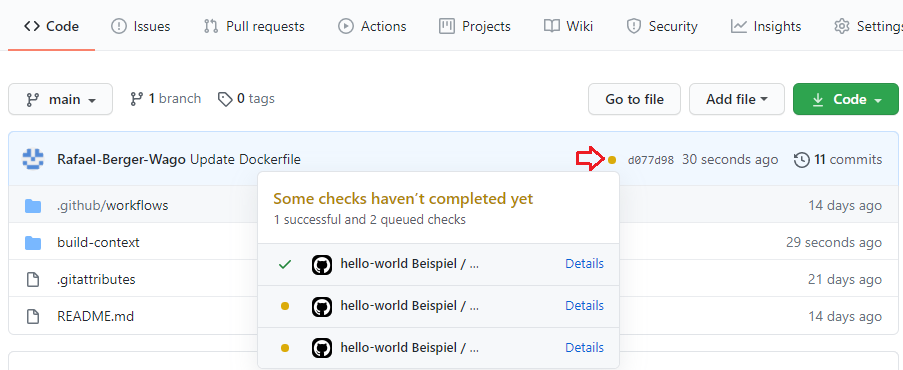 Code Issues Pull requests Actions Projects Wiki Security Insights Settings
main 1 branch 0 tags Go to file Add file Code
Rafael-Berger-Wago Update Dockerfile d077d98 30 seconds ago 11 commits
Some checks haven't completed yet
1 successful and 2 queued checks
.github/workflows 14 days ago
build-context 29 seconds ago
hello-world Beispiel / ... Details
.gitattributes 21 days ago
hello-world Beispiel / ... Details
README.md 14 days ago
hello-world Beispiel / ... Details